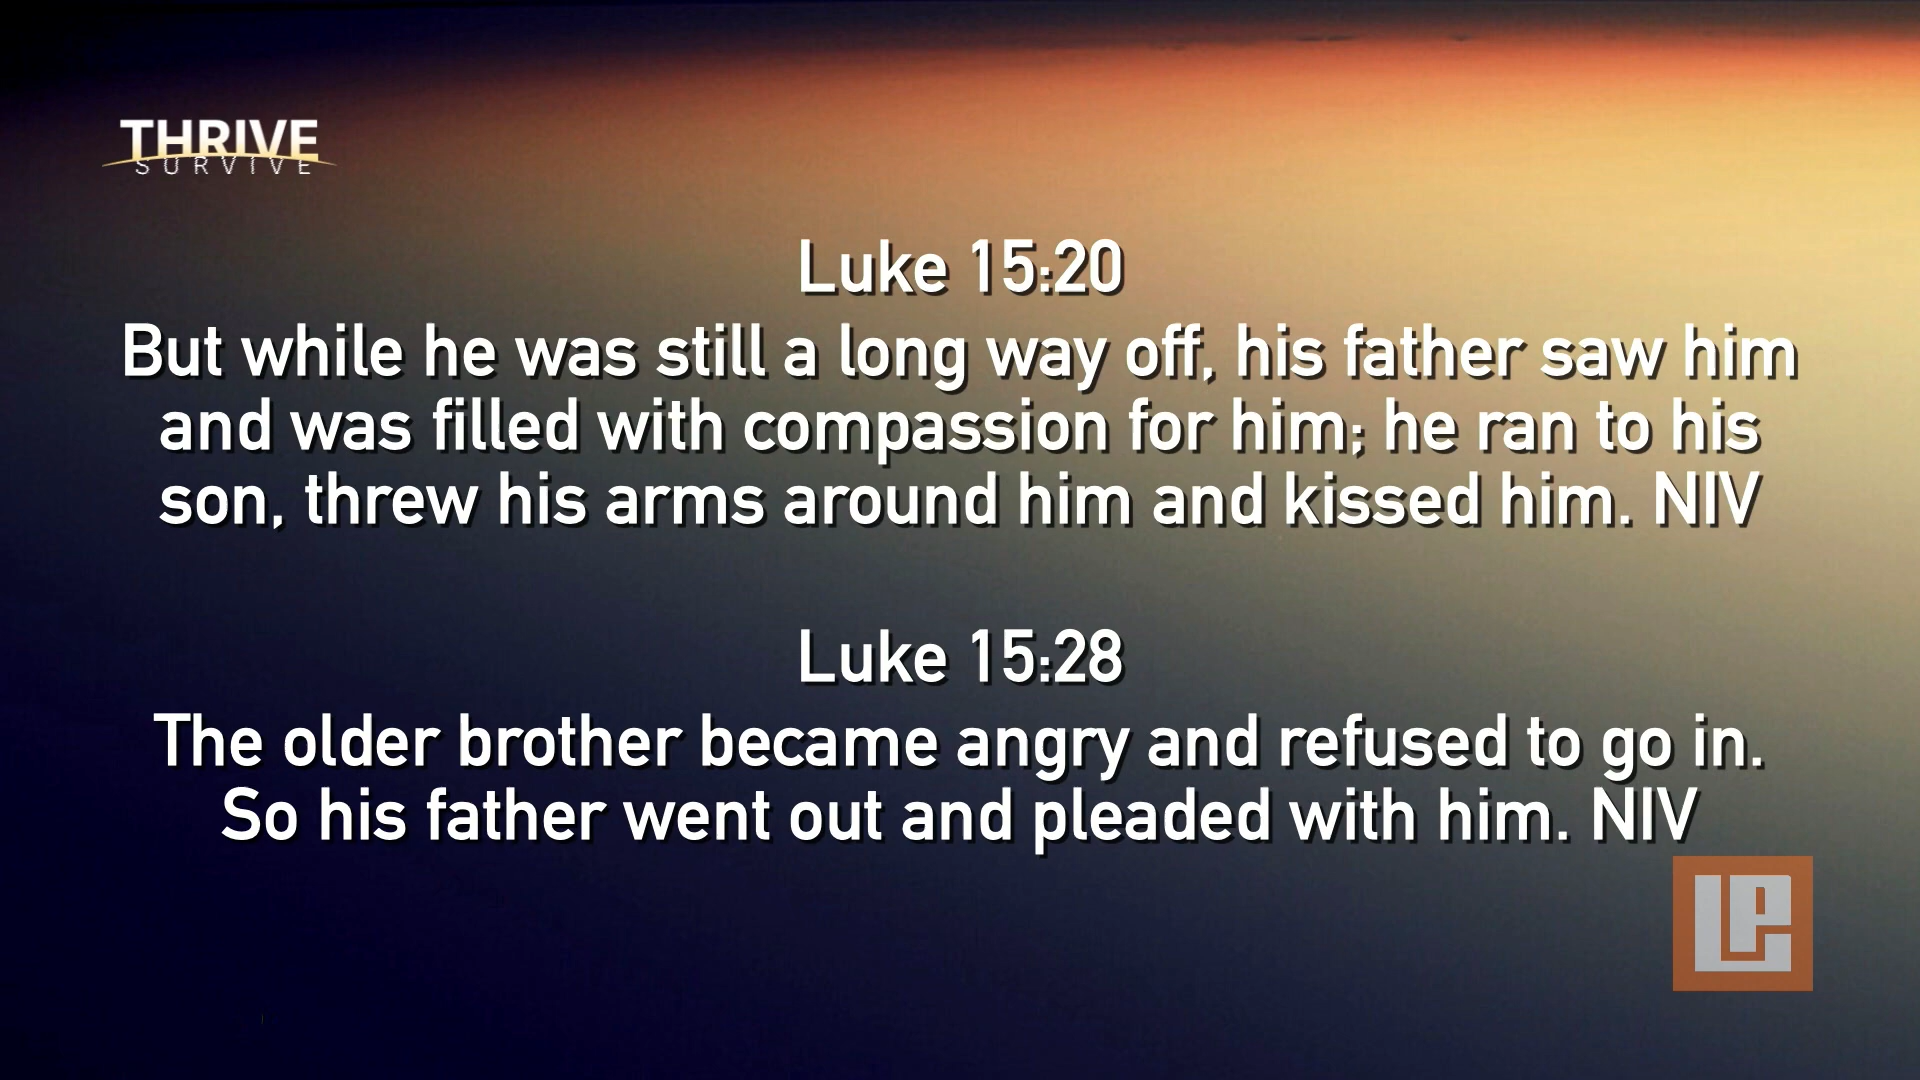 THRIVE
SURVIVE
Luke 15:20
But while he was still a long way off, his father saw him
and was filled with compassion for him; he ran to his
son, threw his arms around him and kissed him. NIV
Luke 15:28
The older brother became angry and refused to go in.
So his father went out and pleaded with him. NIV
LP